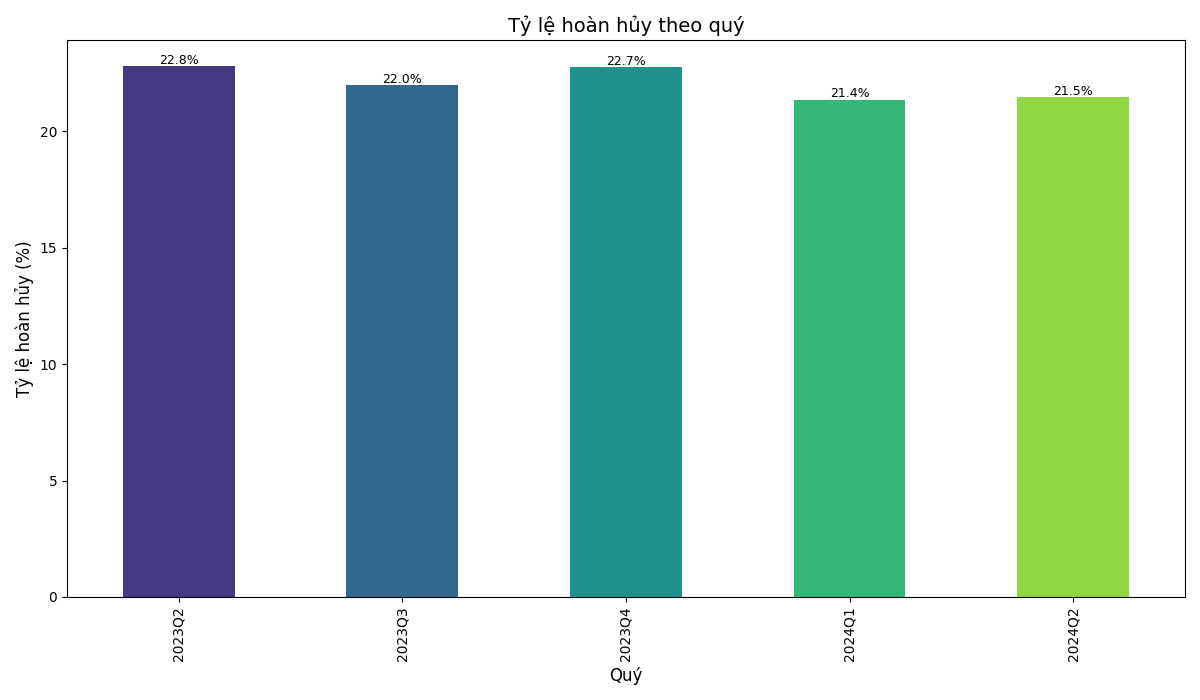 Tỷ lệ hoàn hủy theo quý
22.8%
22.0%
22.7%
21.4%
21.5%
Tỷ lệ hoàn hủy (%)
20
15
10
5
0
2023Q2
2023Q3
2023Q4
2024Q1
2024Q2
Quý